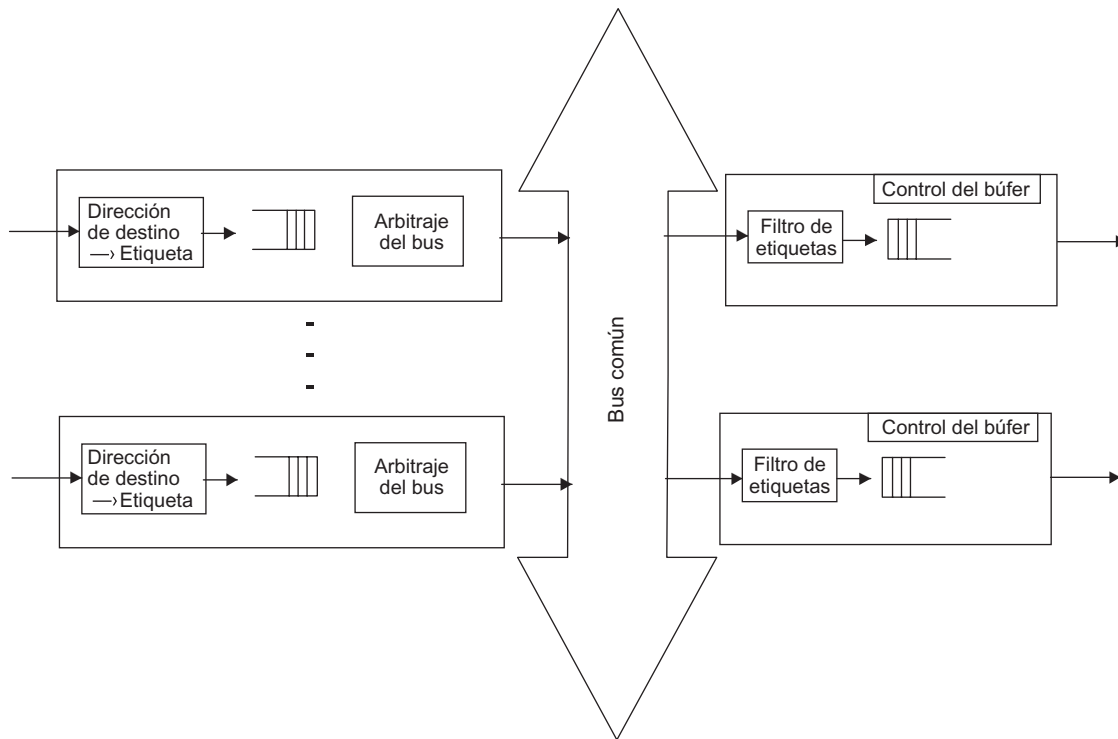 Dirección
de destino
—› Etiqueta
Arbitraje
del bus
Bus común
Control del búfer
Filtro de
etiquetas
Dirección
de destino
—› Etiqueta
Arbitraje
del bus
Control del búfer
Filtro de
etiquetas